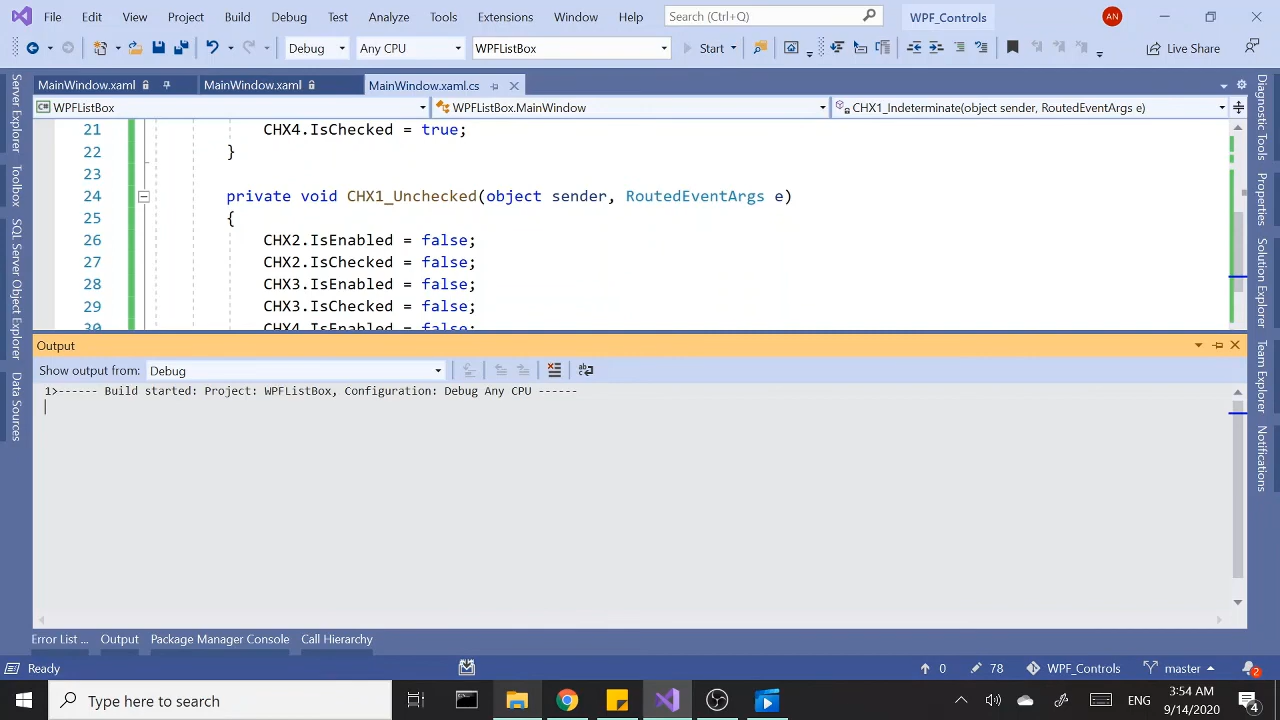 File Edit View Project Build Debug Test Analyze Tools Extensions Window Help Search (Ctrl+Q) WPF_Controls AN
Debug Any CPU WPFListBox Start Live Share
MainWindow.xaml MainWindow.xaml MainWindow.xaml.cs
WPFListBox WPFListBox.MainWindow CHX1_Indeterminate(object sender, RoutedEventArgs e)
21 CHX4.IsChecked = true;
22 }
23
24 private void CHX1_Unchecked(object sender, RoutedEventArgs e)
25 {
26 CHX2.IsEnabled = false;
27 CHX2.IsChecked = false;
28 CHX3.IsEnabled = false;
29 CHX3.IsChecked = false;
30 CHX4.IsEnabled = false;
Output
Show output from: Debug
1>------ Build started: Project: WPFListBox, Configuration: Debug Any CPU ------
Error List ... Output Package Manager Console Call Hierarchy
Ready 0 78 WPF_Controls master 2
Type here to search ENG :54 AM 4
9/14/2020
Server Explorer
Toolbox
SQL Server Object Explorer
Data Sources
Diagnostic Tools
Properties
Solution Explorer
Team Explorer
Notifications